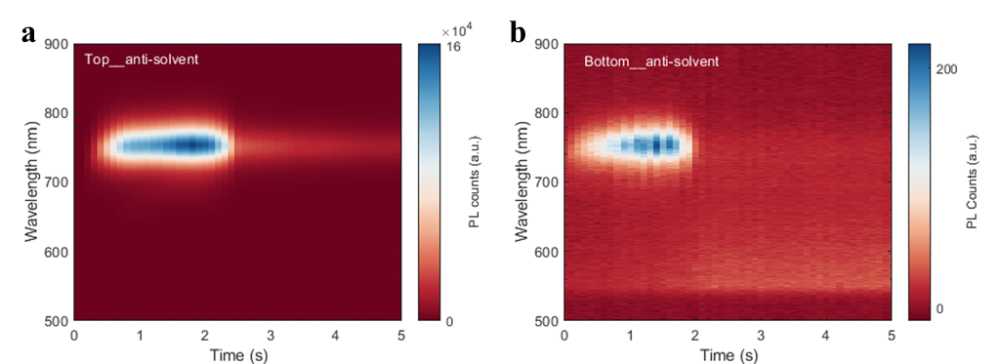 a
Top__anti-solvent
900
800
700
600
500
0
1
2
3
4
5
Wavelength (nm)
Time (s)
×10⁴
16
0
PL counts (a.u.)
b
Bottom__anti-solvent
900
800
700
600
500
0
1
2
3
4
5
Wavelength (nm)
Time (s)
200
0
PL Counts (a.u.)